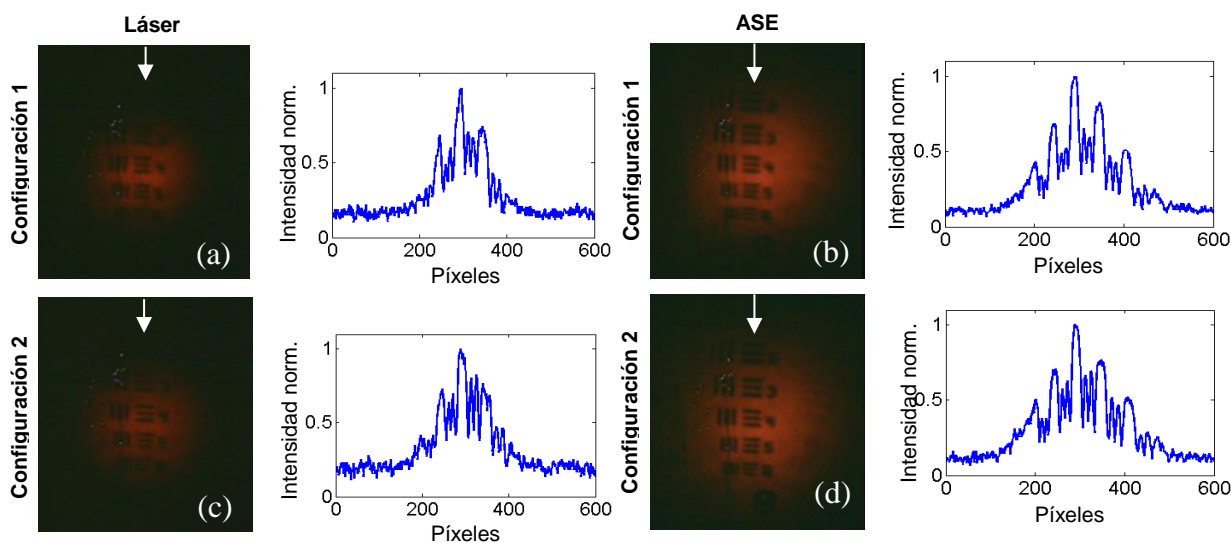 Láser
ASE
Configuración 1
(a)
Intensidad norm.
1
0.5
0
0 200 400 600
Píxeles
Configuración 1
(b)
Intensidad norm.
1
0.5
0
0 200 400 600
Píxeles
Configuración 2
(c)
Intensidad norm.
1
0.5
0
0 200 400 600
Píxeles
Configuración 2
(d)
Intensidad norm.
1
0.5
0
0 200 400 600
Píxeles